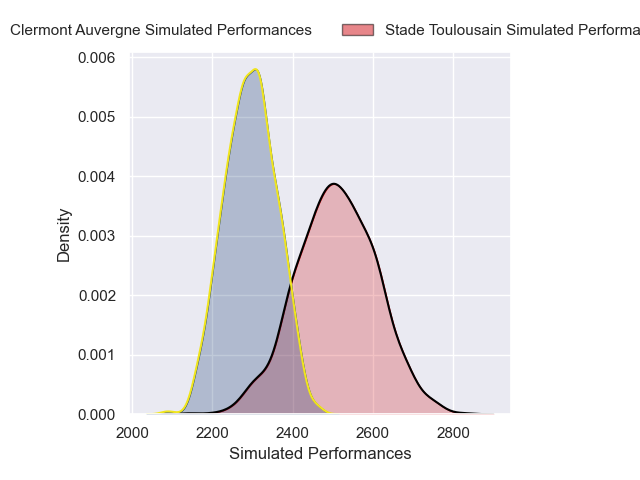 Clermont Auvergne Simulated Performances
Stade Toulousain Simulated Performa
0.006
0.005
0.004
0.003
0.002
0.001
0.000
Density
2000 2200 2400 2600 2800
Simulated Performances